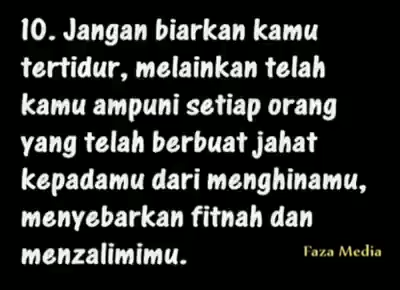 10. Jangan biarkan kamu
tertidur, melainkan telah
kamu ampuni setiap orang
yang telah berbuat jahat
kepadamu dari menghinamu,
menyebarkan fitnah dan
menzalimimu.
Faza Media